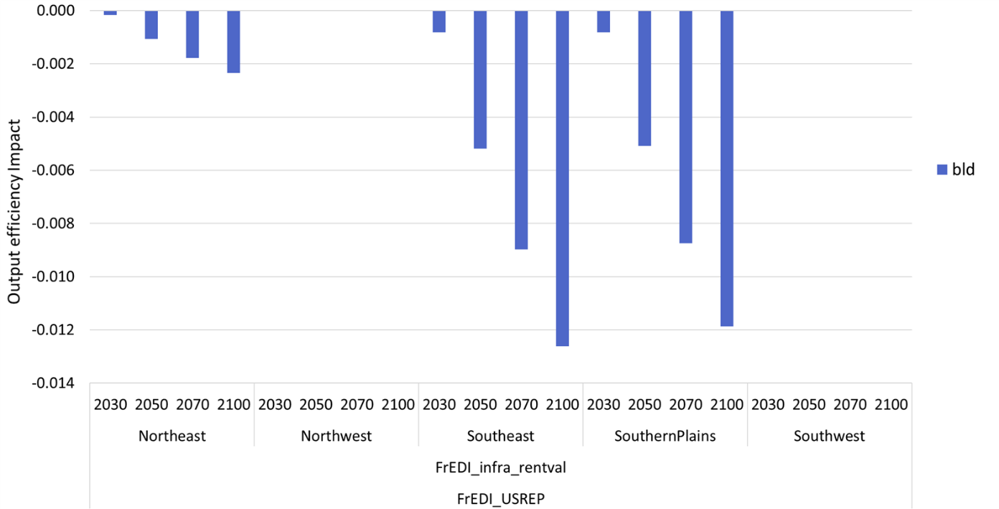 0.000
-0.002
-0.004
-0.006
-0.008
-0.010
-0.012
-0.014
Output efficiency Impact
bld
2030 2050 2070 2100 2030 2050 2070 2100 2030 2050 2070 2100 2030 2050 2070 2100 2030 2050 2070 2100
Northeast Northwest Southeast SouthernPlains Southwest
FrEDI_infra_rentval
FrEDI_USREP